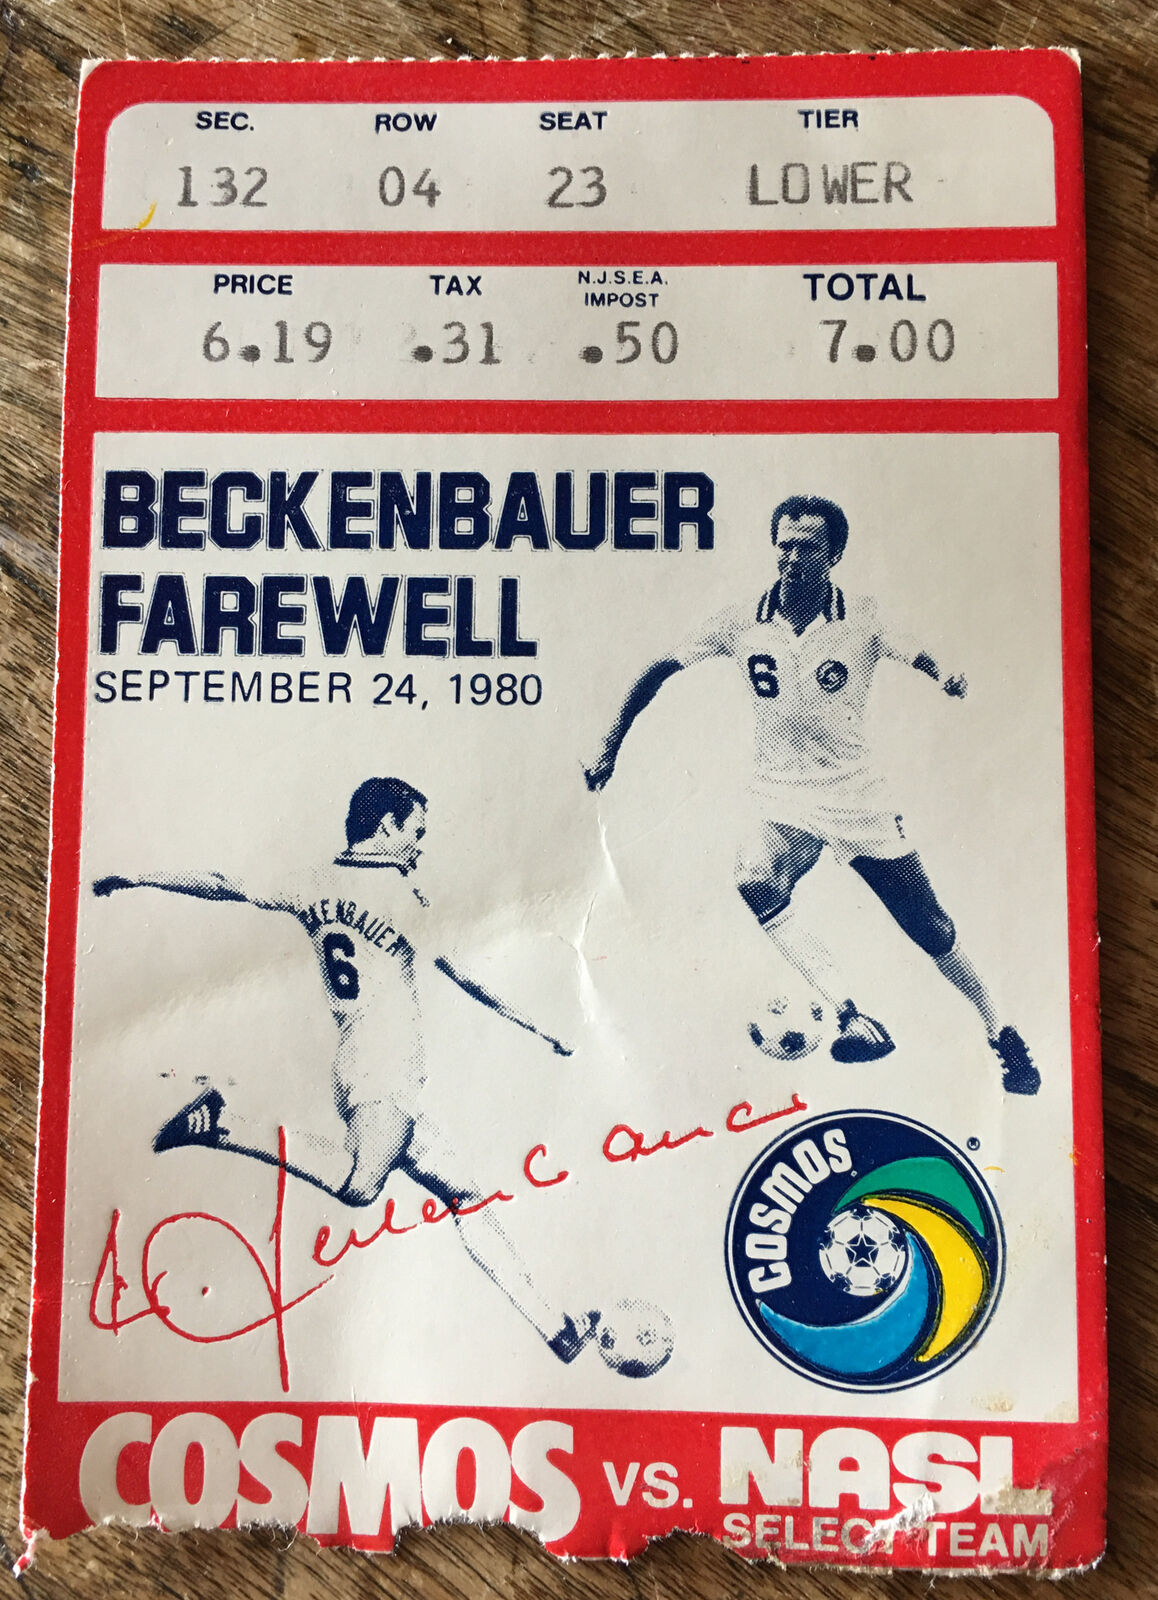 SEC. ROW SEAT TIER
132 04 23 LOWER
PRICE TAX N.J.S.E.A. IMPOST TOTAL
6.19 .31 .50 7.00
BECKENBAUER
FAREWELL
SEPTEMBER 24, 1980
6
6
COSMOS
®
COSMOS VS. NASL
SELECT TEAM